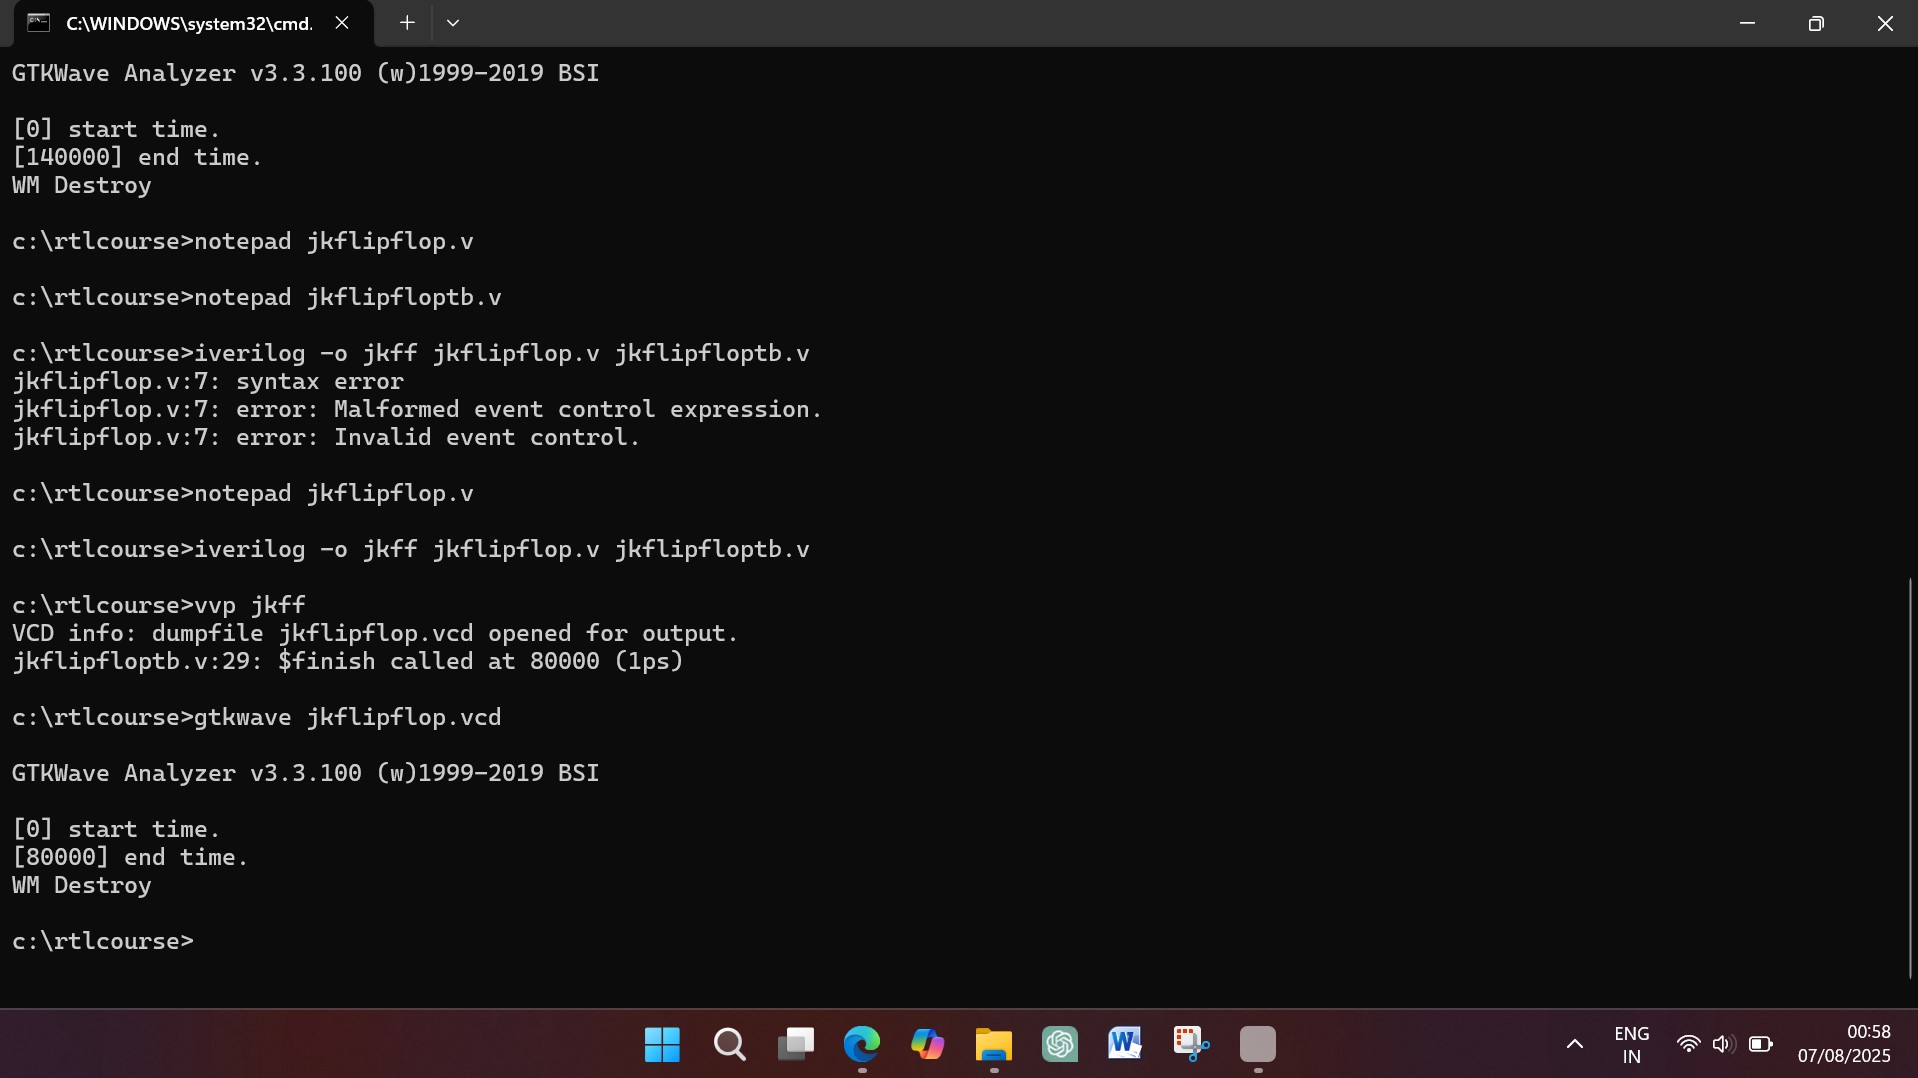 C:\WINDOWS\system32\cmd.
GTKWave Analyzer v3.3.100 (w)1999-2019 BSI
[0] start time.
[140000] end time.
WM Destroy
c:\rtlcourse>notepad jkflipflop.v
c:\rtlcourse>notepad jkflipfloptb.v
c:\rtlcourse>iverilog -o jkff jkflipflop.v jkflipfloptb.v
jkflipflop.v:7: syntax error
jkflipflop.v:7: error: Malformed event control expression.
jkflipflop.v:7: error: Invalid event control.
c:\rtlcourse>notepad jkflipflop.v
c:\rtlcourse>iverilog -o jkff jkflipflop.v jkflipfloptb.v
c:\rtlcourse>vvp jkff
VCD info: dumpfile jkflipflop.vcd opened for output.
jkflipfloptb.v:29: $finish called at 80000 (1ps)
c:\rtlcourse>gtkwave jkflipflop.vcd
GTKWave Analyzer v3.3.100 (w)1999-2019 BSI
[0] start time.
[80000] end time.
WM Destroy
c:\rtlcourse>
W
ENG
IN
00:58
07/08/2025